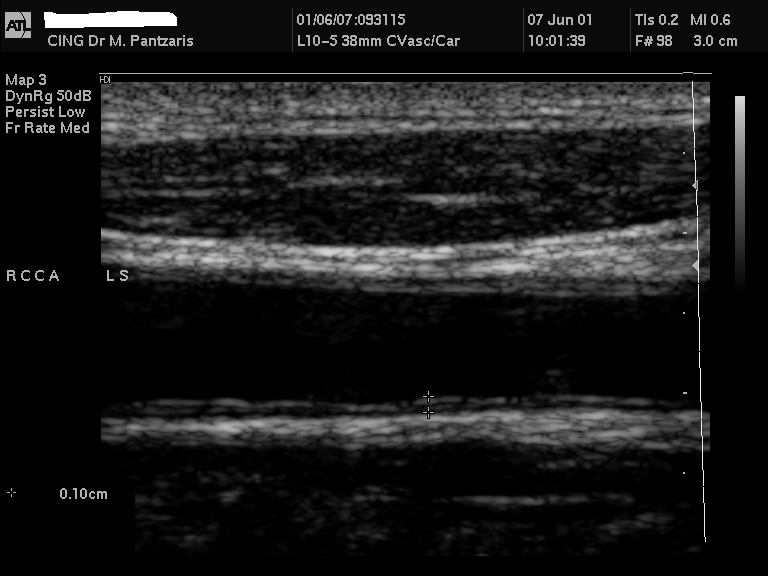 ATL
01/06/07:093115
07 Jun 01
TIs 0.2 MI 0.6
CING Dr M. Pantzaris
L10-5 38mm CVasc/Car
10:01:39
F# 98 3.0 cm
Map 3
DynRg 50dB
Persist Low
Fr Rate Med
HDI
RCCA LS
0.10cm